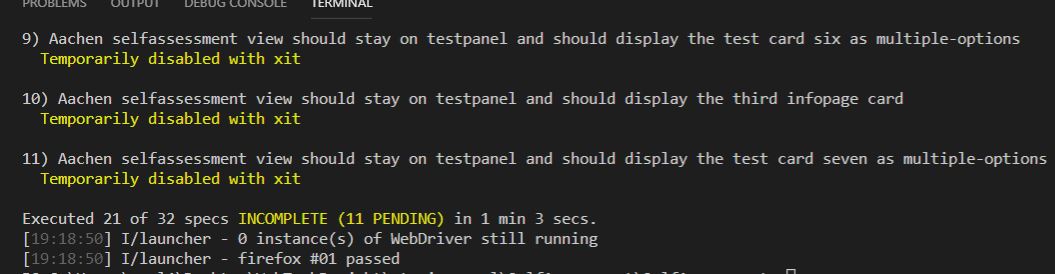 PROBLEMS OUTPUT DEBUG CONSOLE TERMINAL
9) Aachen selfassessment view should stay on testpanel and should display the test card six as multiple-options
Temporarily disabled with xit
10) Aachen selfassessment view should stay on testpanel and should display the third infopage card
Temporarily disabled with xit
11) Aachen selfassessment view should stay on testpanel and should display the test card seven as multiple-options
Temporarily disabled with xit
Executed 21 of 32 specs INCOMPLETE (11 PENDING) in 1 min 3 secs.
[19:18:50] I/launcher - 0 instance(s) of WebDriver still running
[19:18:50] I/launcher - firefox #01 passed